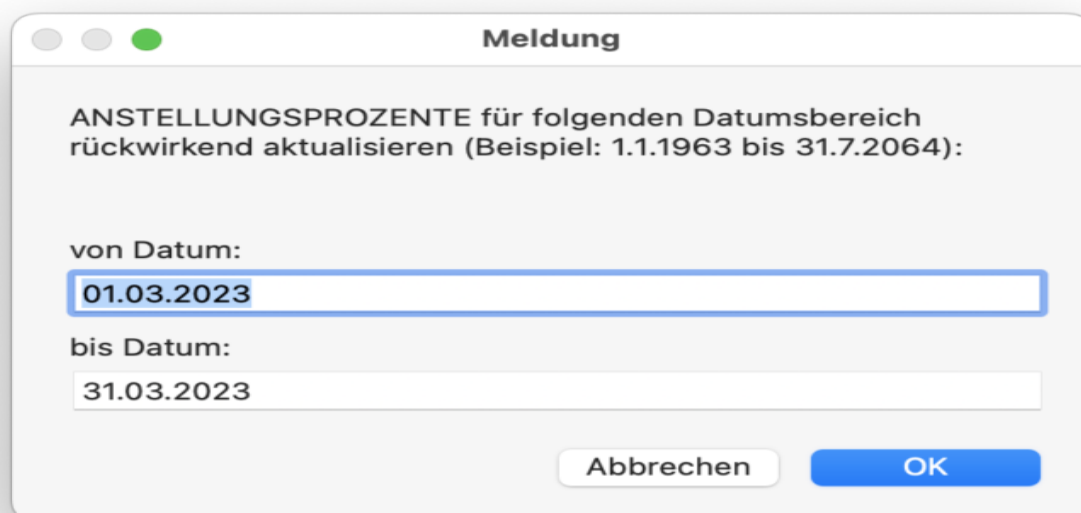 Meldung
ANSTELLUNGSPROZENTE für folgenden Datumsbereich
rückwirkend aktualisieren (Beispiel: 1.1.1963 bis 31.7.2064):
von Datum:
01.03.2023
bis Datum:
31.03.2023
Abbrechen OK